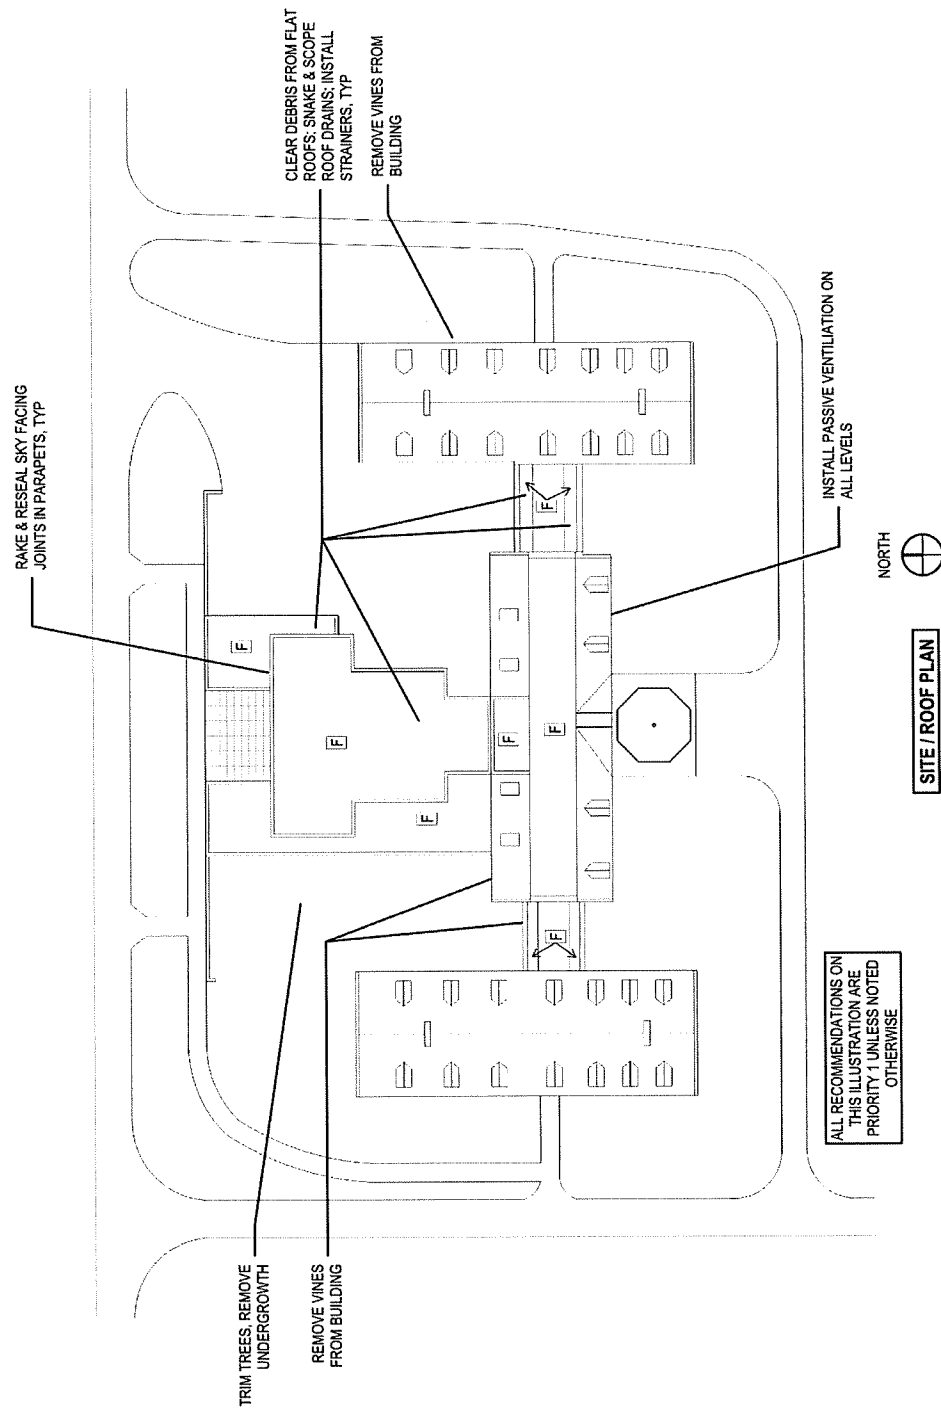 RAKE & RESEAL SKY FACING
JOINTS IN PARAPETS, TYP
CLEAR DEBRIS FROM FLAT
ROOFS; SNAKE & SCOPE
ROOF DRAINS; INSTALL
STRAINERS, TYP
REMOVE VINES FROM
BUILDING
TRIM TREES, REMOVE
UNDERGROWTH
REMOVE VINES
FROM BUILDING
F
F
F
F
F
F
F
INSTALL PASSIVE VENTILIATION ON
ALL LEVELS
ALL RECOMMENDATIONS ON
THIS ILLUSTRATION ARE
PRIORITY 1 UNLESS NOTED
OTHERWISE
NORTH
SITE / ROOF PLAN